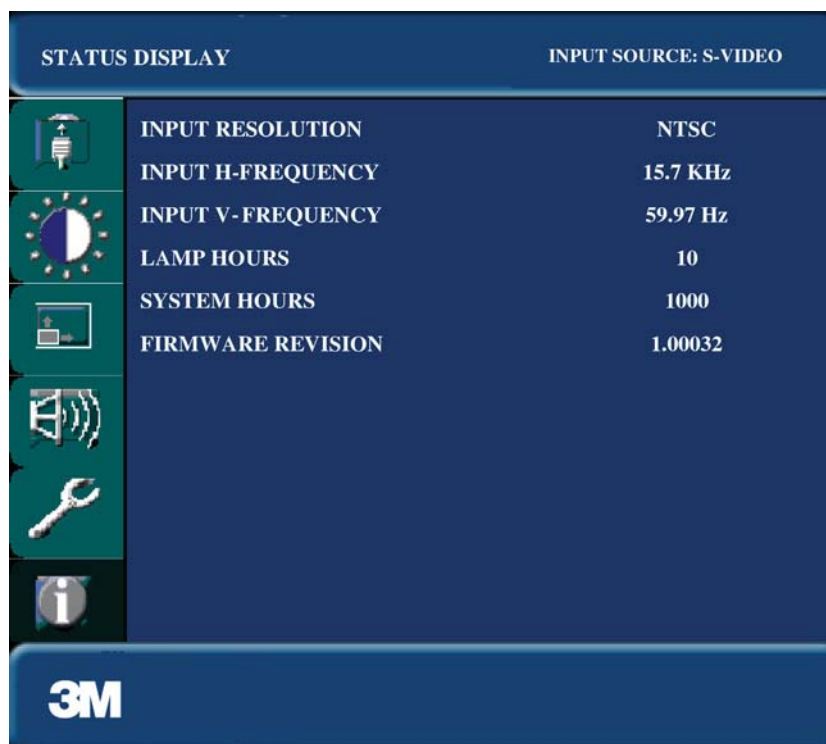 STATUS DISPLAY INPUT SOURCE: S-VIDEO
INPUT RESOLUTION NTSC
INPUT H-FREQUENCY 15.7 KHz
INPUT V-FREQUENCY 59.97 Hz
LAMP HOURS 10
SYSTEM HOURS 1000
FIRMWARE REVISION 1.00032
i
3M